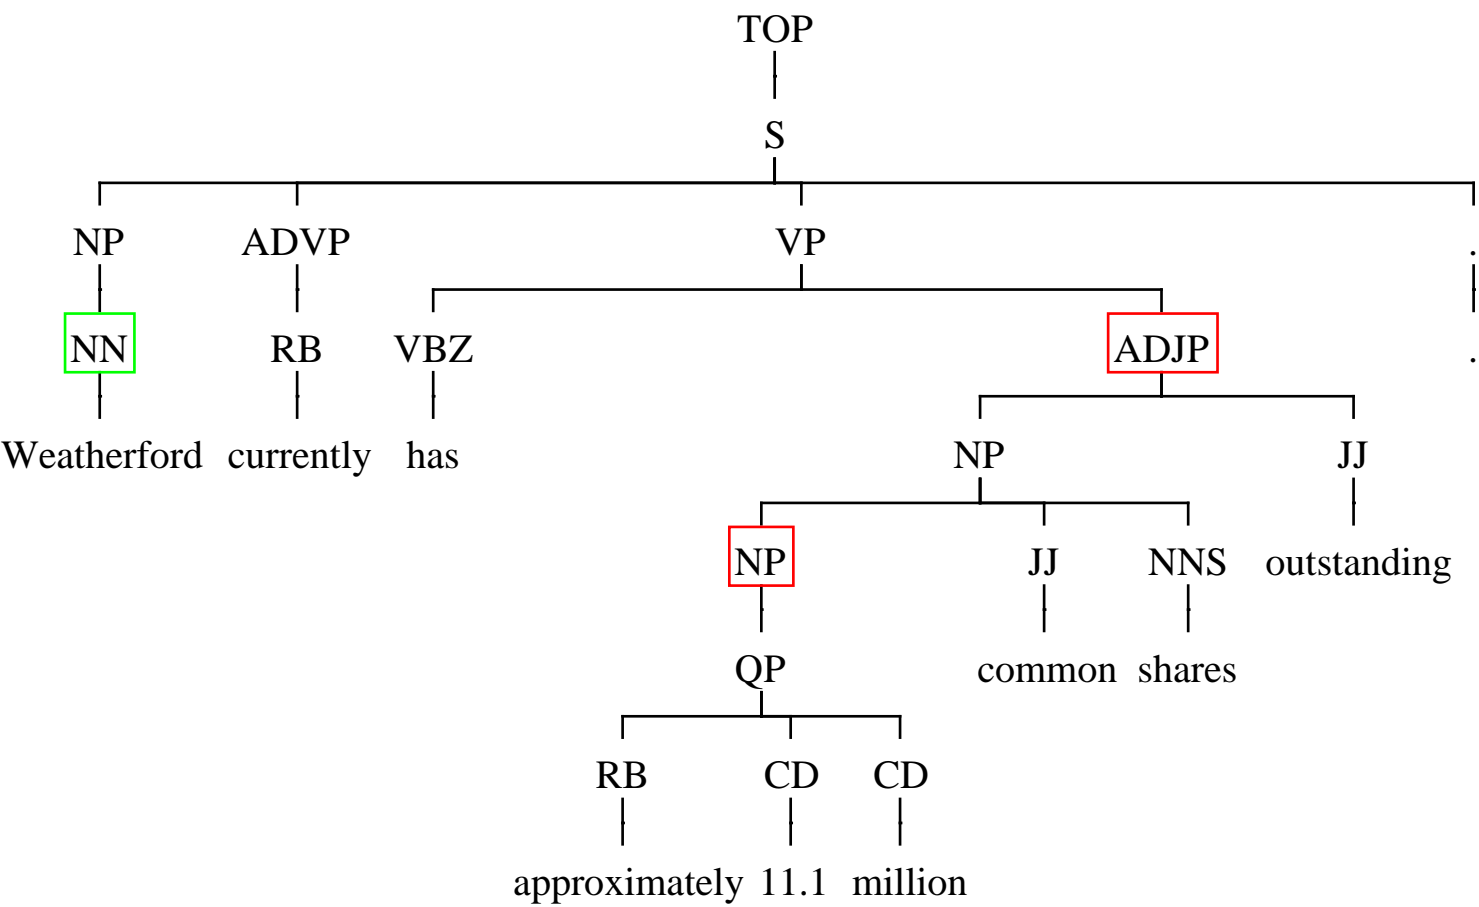 TOP
S
NP ADVP VP .
NN RB VBZ ADJP .
Weatherford currently has NP JJ
NP JJ NNS outstanding
QP common shares
RB CD CD
approximately 11.1 million